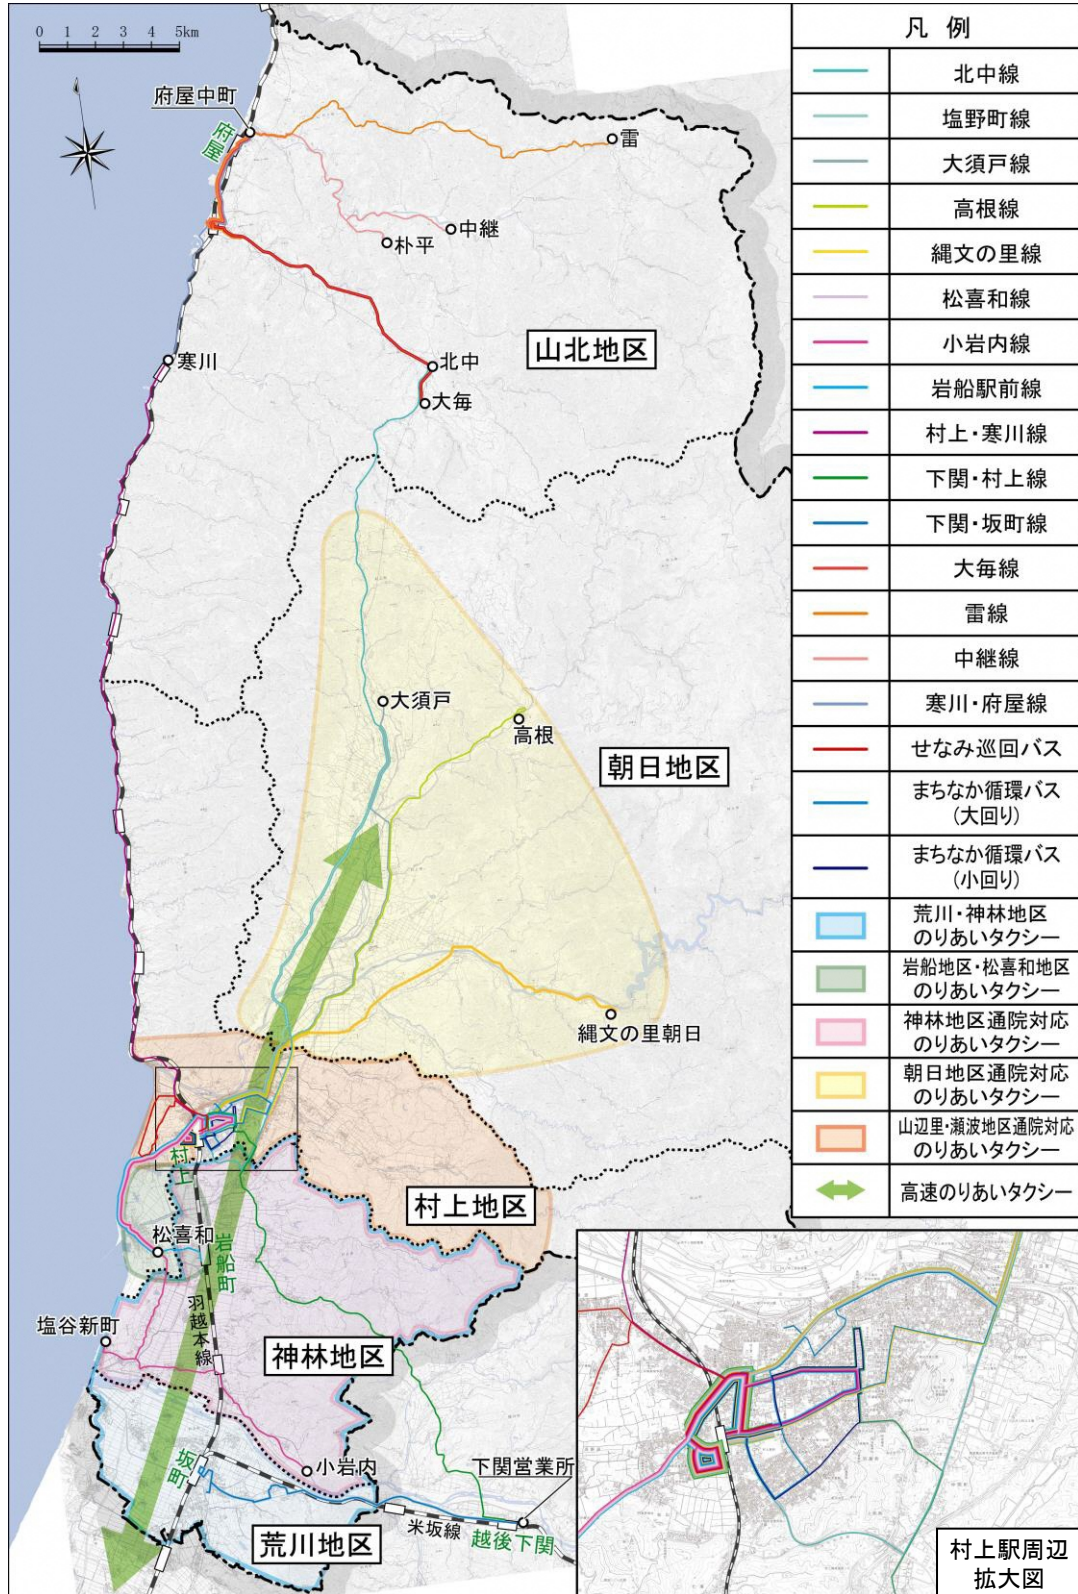 0 1 2 3 4 5km
府屋中町
府屋
雷
中継
朴平
山北地区
寒川
北中
大毎
大須戸
高根
朝日地区
縄文の里朝日
村上
村上地区
松喜和
岩船町
塩谷新町
羽越本線
神林地区
坂町
小岩内
下関営業所
米坂線
越後下関
荒川地区
凡 例
北中線
塩野町線
大須戸線
高根線
縄文の里線
松喜和線
小岩内線
岩船駅前線
村上・寒川線
下関・村上線
下関・坂町線
大毎線
雷線
中継線
寒川・府屋線
せなみ巡回バス
まちなか循環バス
(大回り)
まちなか循環バス
(小回り)
荒川・神林地区
のりあいタクシー
岩船地区・松喜和地区
のりあいタクシー
神林地区通院対応
のりあいタクシー
朝日地区通院対応
のりあいタクシー
山辺里・瀬波地区通院対応
のりあいタクシー
高速のりあいタクシー
村上駅周辺
拡大図